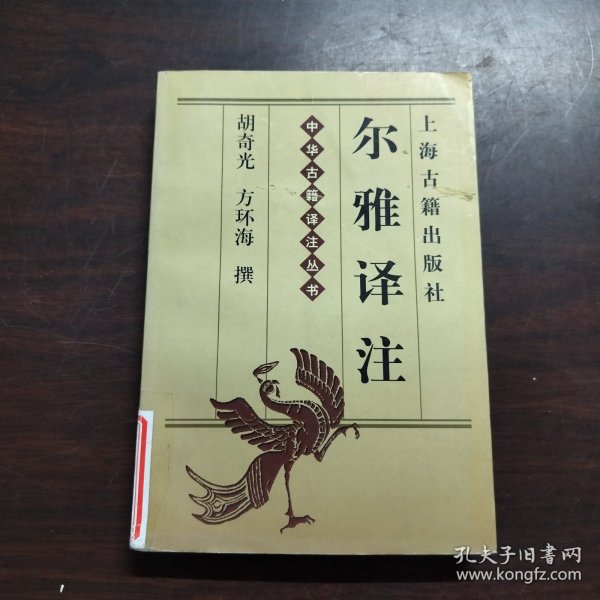 上海古籍出版社
尔雅译注
中华古籍译注丛书
胡奇光 方环海 撰
孔夫子旧書网
www.kongfz.com